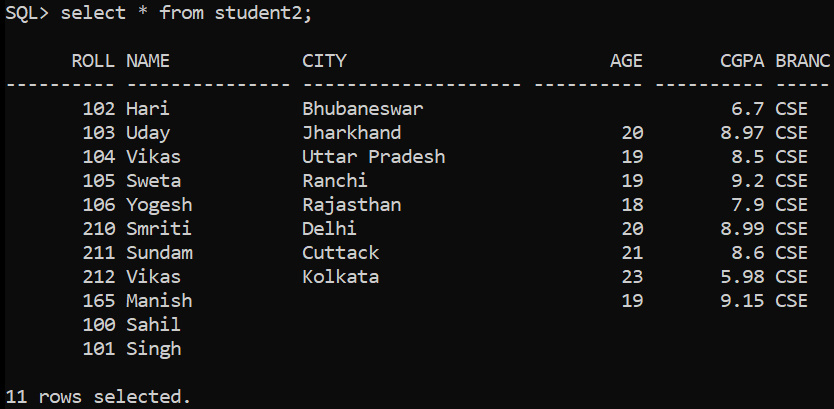 SQL> select * from student2;
ROLL NAME CITY AGE CGPA BRANC
---------- --------------- -------------------- ---------- ---------- -----
102 Hari Bhubaneswar 6.7 CSE
103 Uday Jharkhand 20 8.97 CSE
104 Vikas Uttar Pradesh 19 8.5 CSE
105 Sweta Ranchi 19 9.2 CSE
106 Yogesh Rajasthan 18 7.9 CSE
210 Smriti Delhi 20 8.99 CSE
211 Sundam Cuttack 21 8.6 CSE
212 Vikas Kolkata 23 5.98 CSE
165 Manish 19 9.15 CSE
100 Sahil
101 Singh
11 rows selected.